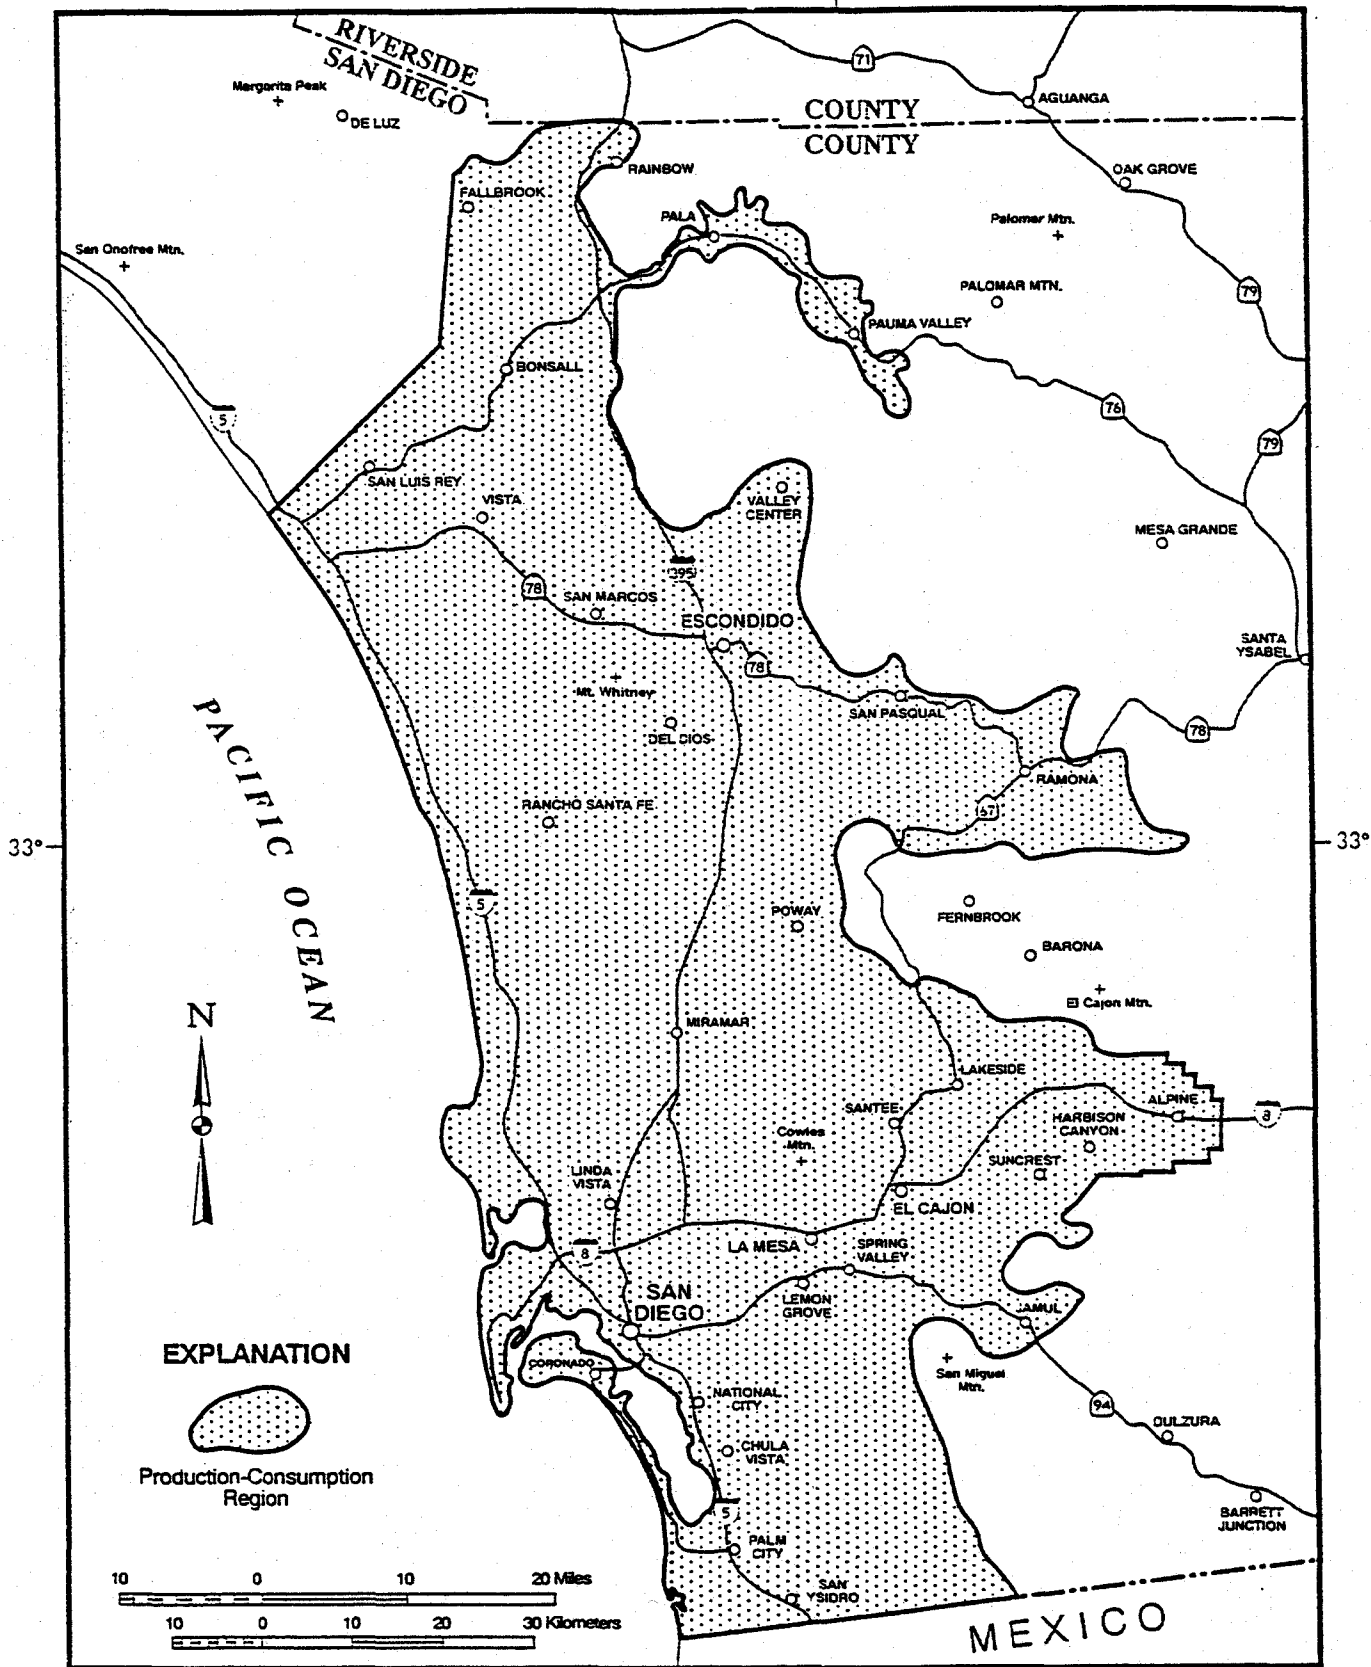 RIVERSIDE
SAN DIEGO
COUNTY
COUNTY
71
AGUANGA
Margarita Peak
DE LUZ
RAINBOW
OAK GROVE
FALLBROOK
PALA
Palomer Mtn.
San Onofree Mtn.
PALOMAR MTN.
79
PAUMA VALLEY
BONSALL
76
5
79
SAN LUIS REY
VISTA
VALLEY
CENTER
MESA GRANDE
395
78
SAN MARCOS
ESCONDIDO
SANTA
YSABEL
78
Mt. Whitney
SAN PASQUAL
DEL DIOS
78
RAMONA
PACIFIC OCEAN
RANCHO SANTA FE
67
33°
33°
5
POWAY
FERNBROOK
BARONA
El Cajon Mtn.
N
MIRAMAR
LAKESIDE
SANTEE
ALPINE
8
HARBISON
CANYON
Cowles
Mtn.
SUNCREST
LINDA
VISTA
EL CAJON
LA MESA
SPRING
VALLEY
8
SAN
DIEGO
LEMON
GROVE
JAMUL
EXPLANATION
CORONADO
San Miguel
Mtn.
NATIONAL
CITY
94
DULZURA
CHULA
VISTA
Production-Consumption
Region
5
BARRETT
JUNCTION
PALM
CITY
10 0 10 20 Miles
SAN
YSIDRO
10 0 10 20 30 Kilometers
MEXICO